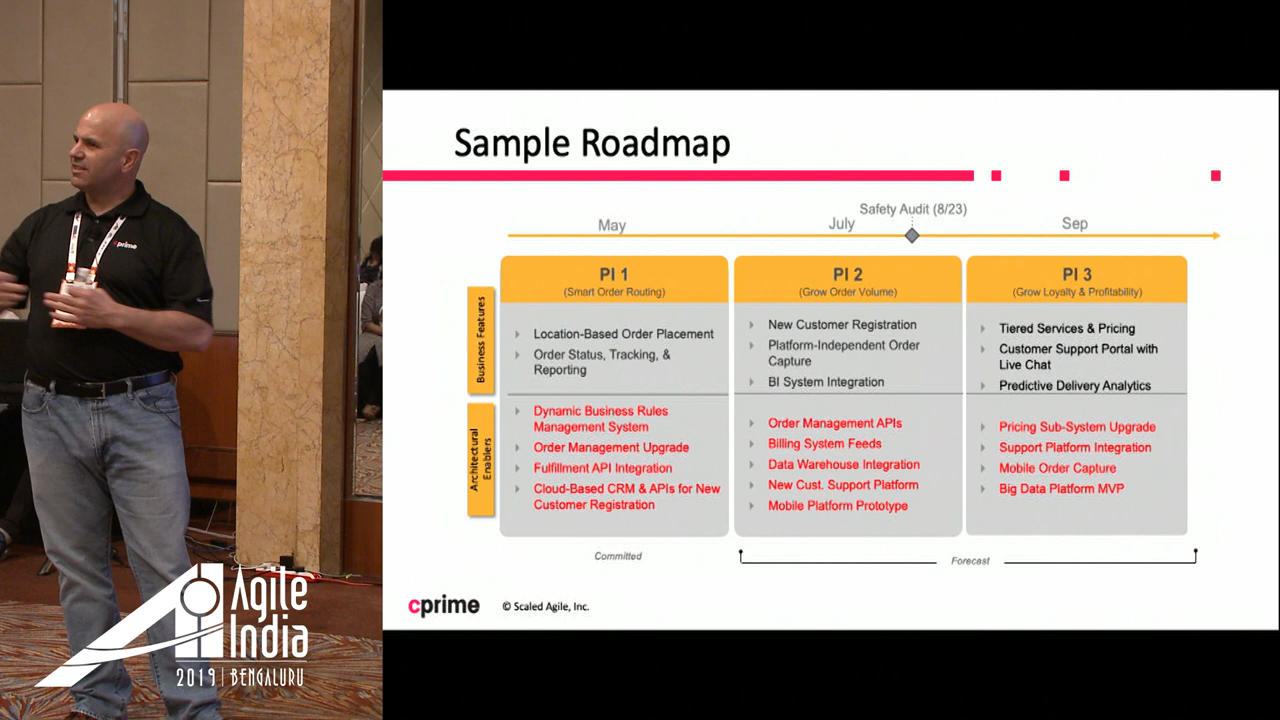 cprime
Agile
India
2019 | BENGALURU
Sample Roadmap
Safety Audit (8/23)
May
July
Sep
Business Features
Architectural
Enablers
PI 1
(Smart Order Routing)
Location-Based Order Placement
Order Status, Tracking, &
Reporting
Dynamic Business Rules
Management System
Order Management Upgrade
Fulfillment API Integration
Cloud-Based CRM & APIs for New
Customer Registration
PI 2
(Grow Order Volume)
New Customer Registration
Platform-Independent Order
Capture
BI System Integration
Order Management APIs
Billing System Feeds
Data Warehouse Integration
New Cust. Support Platform
Mobile Platform Prototype
PI 3
(Grow Loyalty & Profitability)
Tiered Services & Pricing
Customer Support Portal with
Live Chat
Predictive Delivery Analytics
Pricing Sub-System Upgrade
Support Platform Integration
Mobile Order Capture
Big Data Platform MVP
Committed
Forecast
cprime
© Scaled Agile, Inc.